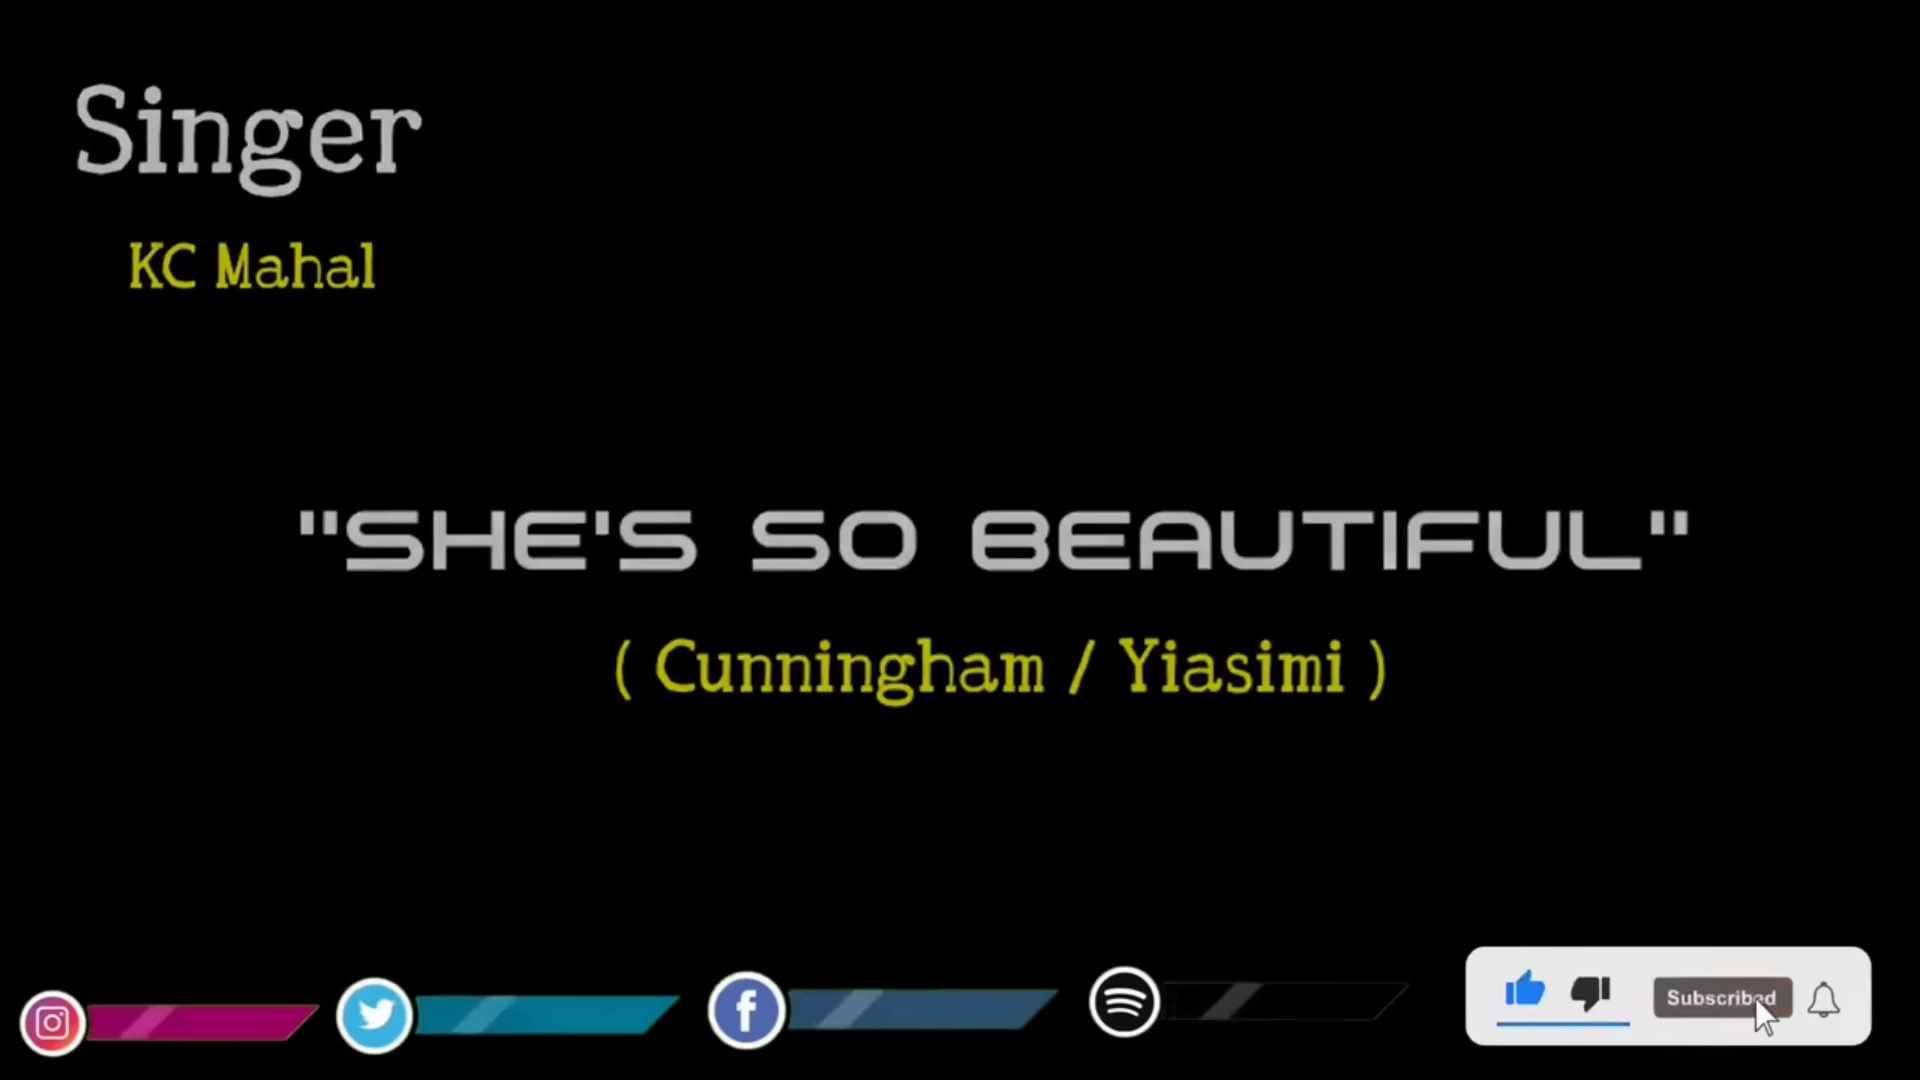 Singer
KC Mahal
"SHE'S SO BEAUTIFUL"
( Cunningham / Yiasimi )
Subscribed